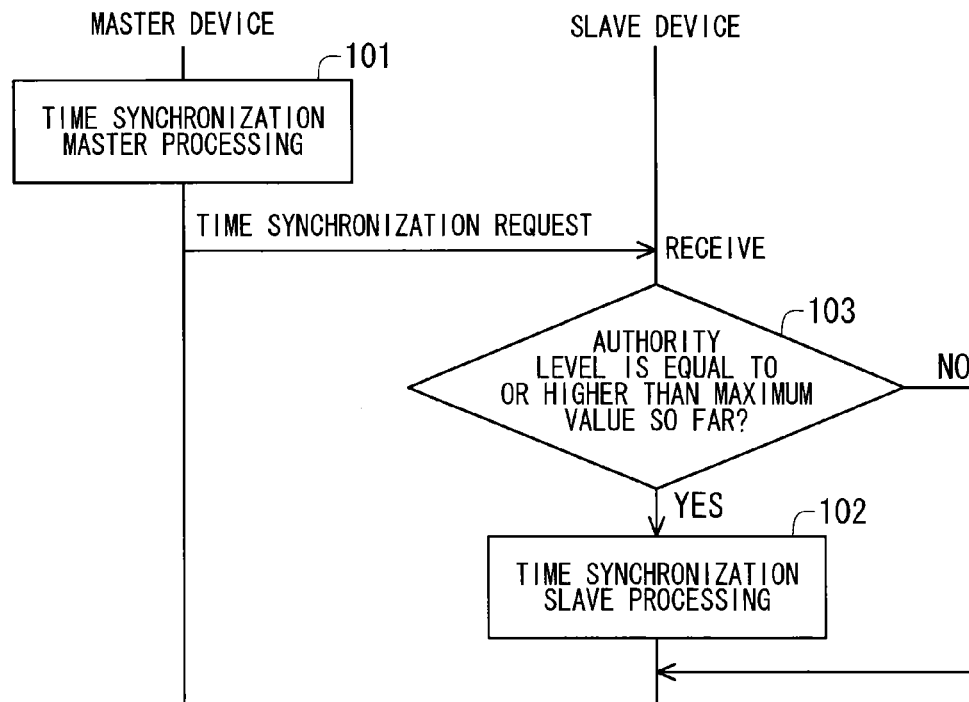 MASTER DEVICE
SLAVE DEVICE
101
TIME SYNCHRONIZATION
MASTER PROCESSING
TIME SYNCHRONIZATION REQUEST
RECEIVE
103
AUTHORITY
LEVEL IS EQUAL TO
OR HIGHER THAN MAXIMUM
VALUE SO FAR?
NO
YES
102
TIME SYNCHRONIZATION
SLAVE PROCESSING